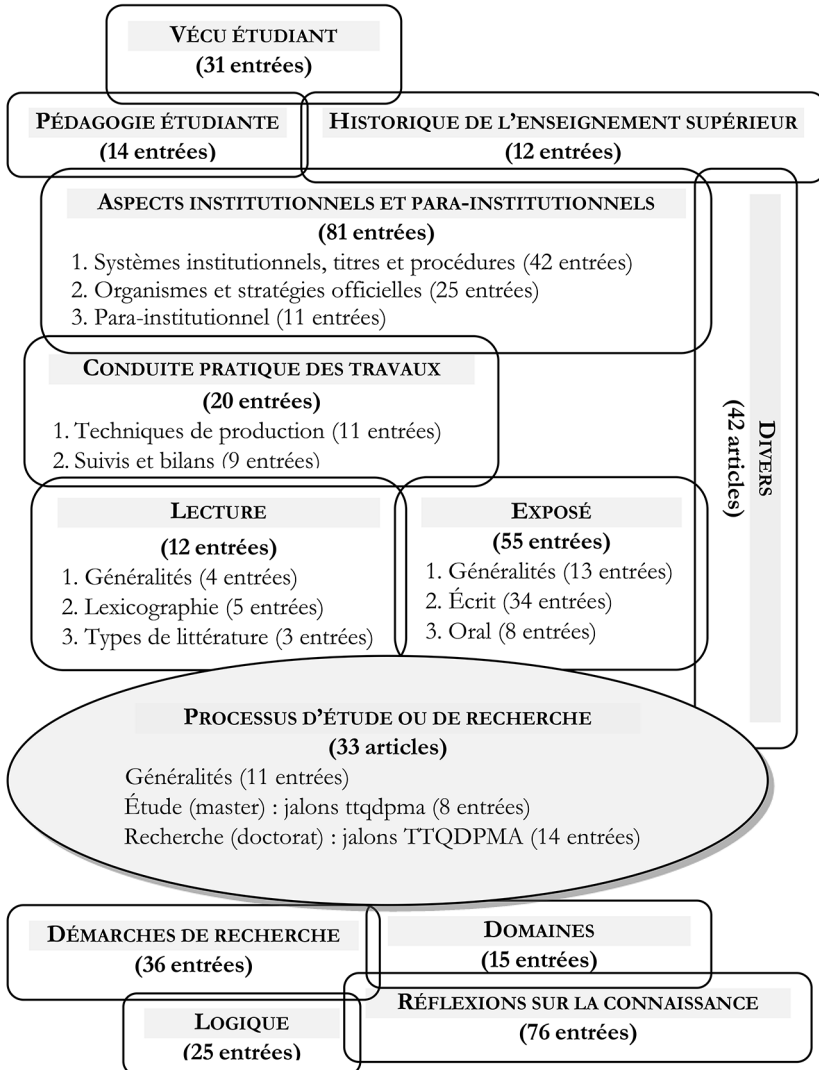 VÉCU ÉTUDIANT
(31 entrées)
PÉDAGOGIE ÉTUDIANTE
(14 entrées)
HISTORIQUE DE L'ENSEIGNEMENT SUPÉRIEUR
(12 entrées)
ASPECTS INSTITUTIONNELS ET PARA-INSTITUTIONNELS
(81 entrées)
1. Systèmes institutionnels, titres et procédures (42 entrées)
2. Organismes et stratégies officielles (25 entrées)
3. Para-institutionnel (11 entrées)
DIVERS
(42 articles)
CONDUITE PRATIQUE DES TRAVAUX
(20 entrées)
1. Techniques de production (11 entrées)
2. Suivis et bilans (9 entrées)
LECTURE
(12 entrées)
1. Généralités (4 entrées)
2. Lexicographie (5 entrées)
3. Types de littérature (3 entrées)
EXPOSÉ
(55 entrées)
1. Généralités (13 entrées)
2. Écrit (34 entrées)
3. Oral (8 entrées)
PROCESSUS D'ÉTUDE OU DE RECHERCHE
(33 articles)
Généralités (11 entrées)
Étude (master) : jalons ttqdpma (8 entrées)
Recherche (doctorat) : jalons TTQDPMA (14 entrées)
DÉMARCHES DE RECHERCHE
(36 entrées)
DOMAINES
(15 entrées)
LOGIQUE
(25 entrées)
RÉFLEXIONS SUR LA CONNAISSANCE
(76 entrées)